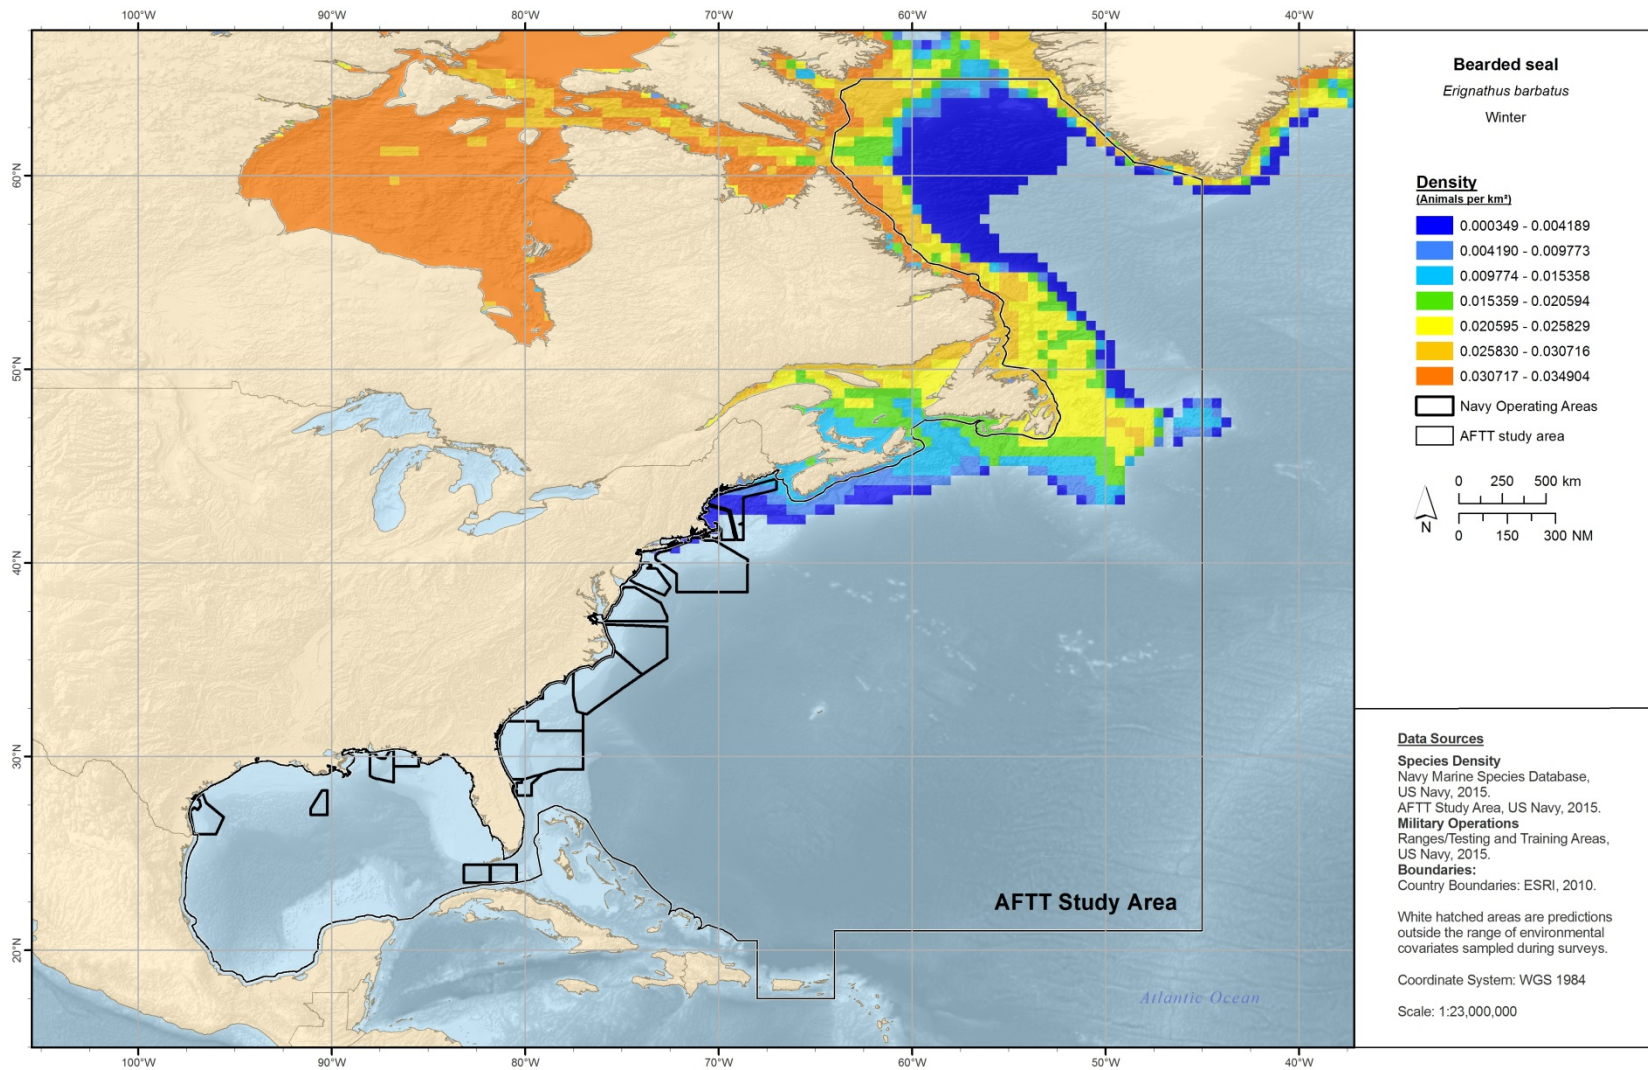 100°W 90°W 80°W 70°W 60°W 50°W 40°W
60°N
50°N
40°N
30°N
20°N
AFTT Study Area
Atlantic Ocean
100°W 90°W 80°W 70°W 60°W 50°W 40°W
Bearded seal
Erignathus barbatus
Winter
Density
(Animals per km²)
0.000349 - 0.004189
0.004190 - 0.009773
0.009774 - 0.015358
0.015359 - 0.020594
0.020595 - 0.025829
0.025830 - 0.030716
0.030717 - 0.034904
Navy Operating Areas
AFTT study area
N
0 250 500 km
0 150 300 NM
Data Sources
Species Density
Navy Marine Species Database,
US Navy, 2015.
AFTT Study Area, US Navy, 2015.
Military Operations
Ranges/Testing and Training Areas,
US Navy, 2015.
Boundaries:
Country Boundaries: ESRI, 2010.
White hatched areas are predictions
outside the range of environmental
covariates sampled during surveys.
Coordinate System: WGS 1984
Scale: 1:23,000,000